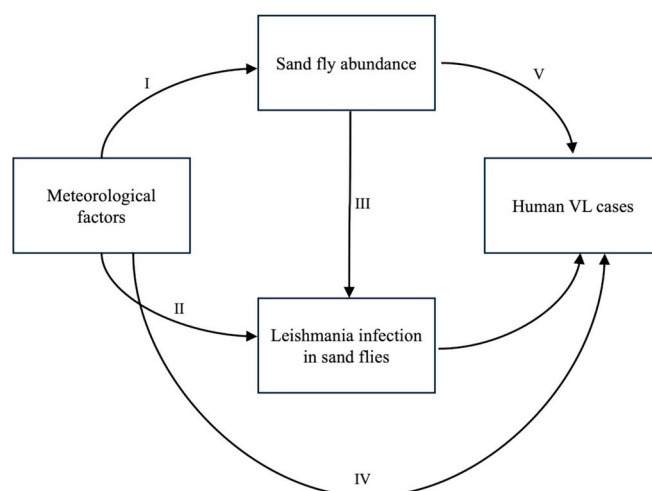 Sand fly abundance
V
I
Meteorological
factors
III
Human VL cases
II
Leishmania infection
in sand flies
IV